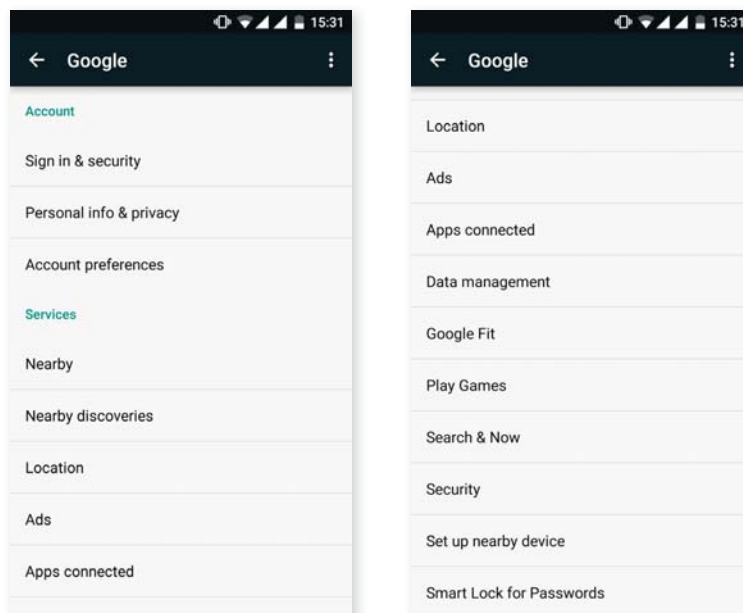 15:31
Google
Account
Sign in & security
Personal info & privacy
Account preferences
Services
Nearby
Nearby discoveries
Location
Ads
Apps connected
15:31
Google
Location
Ads
Apps connected
Data management
Google Fit
Play Games
Search & Now
Security
Set up nearby device
Smart Lock for Passwords